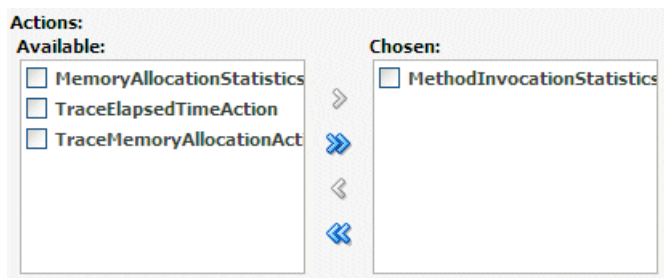 Actions:
Available:
Chosen:
MemoryAllocationStatistics
MethodInvocationStatistics
TraceElapsedTimeAction
TraceMemoryAllocationAct